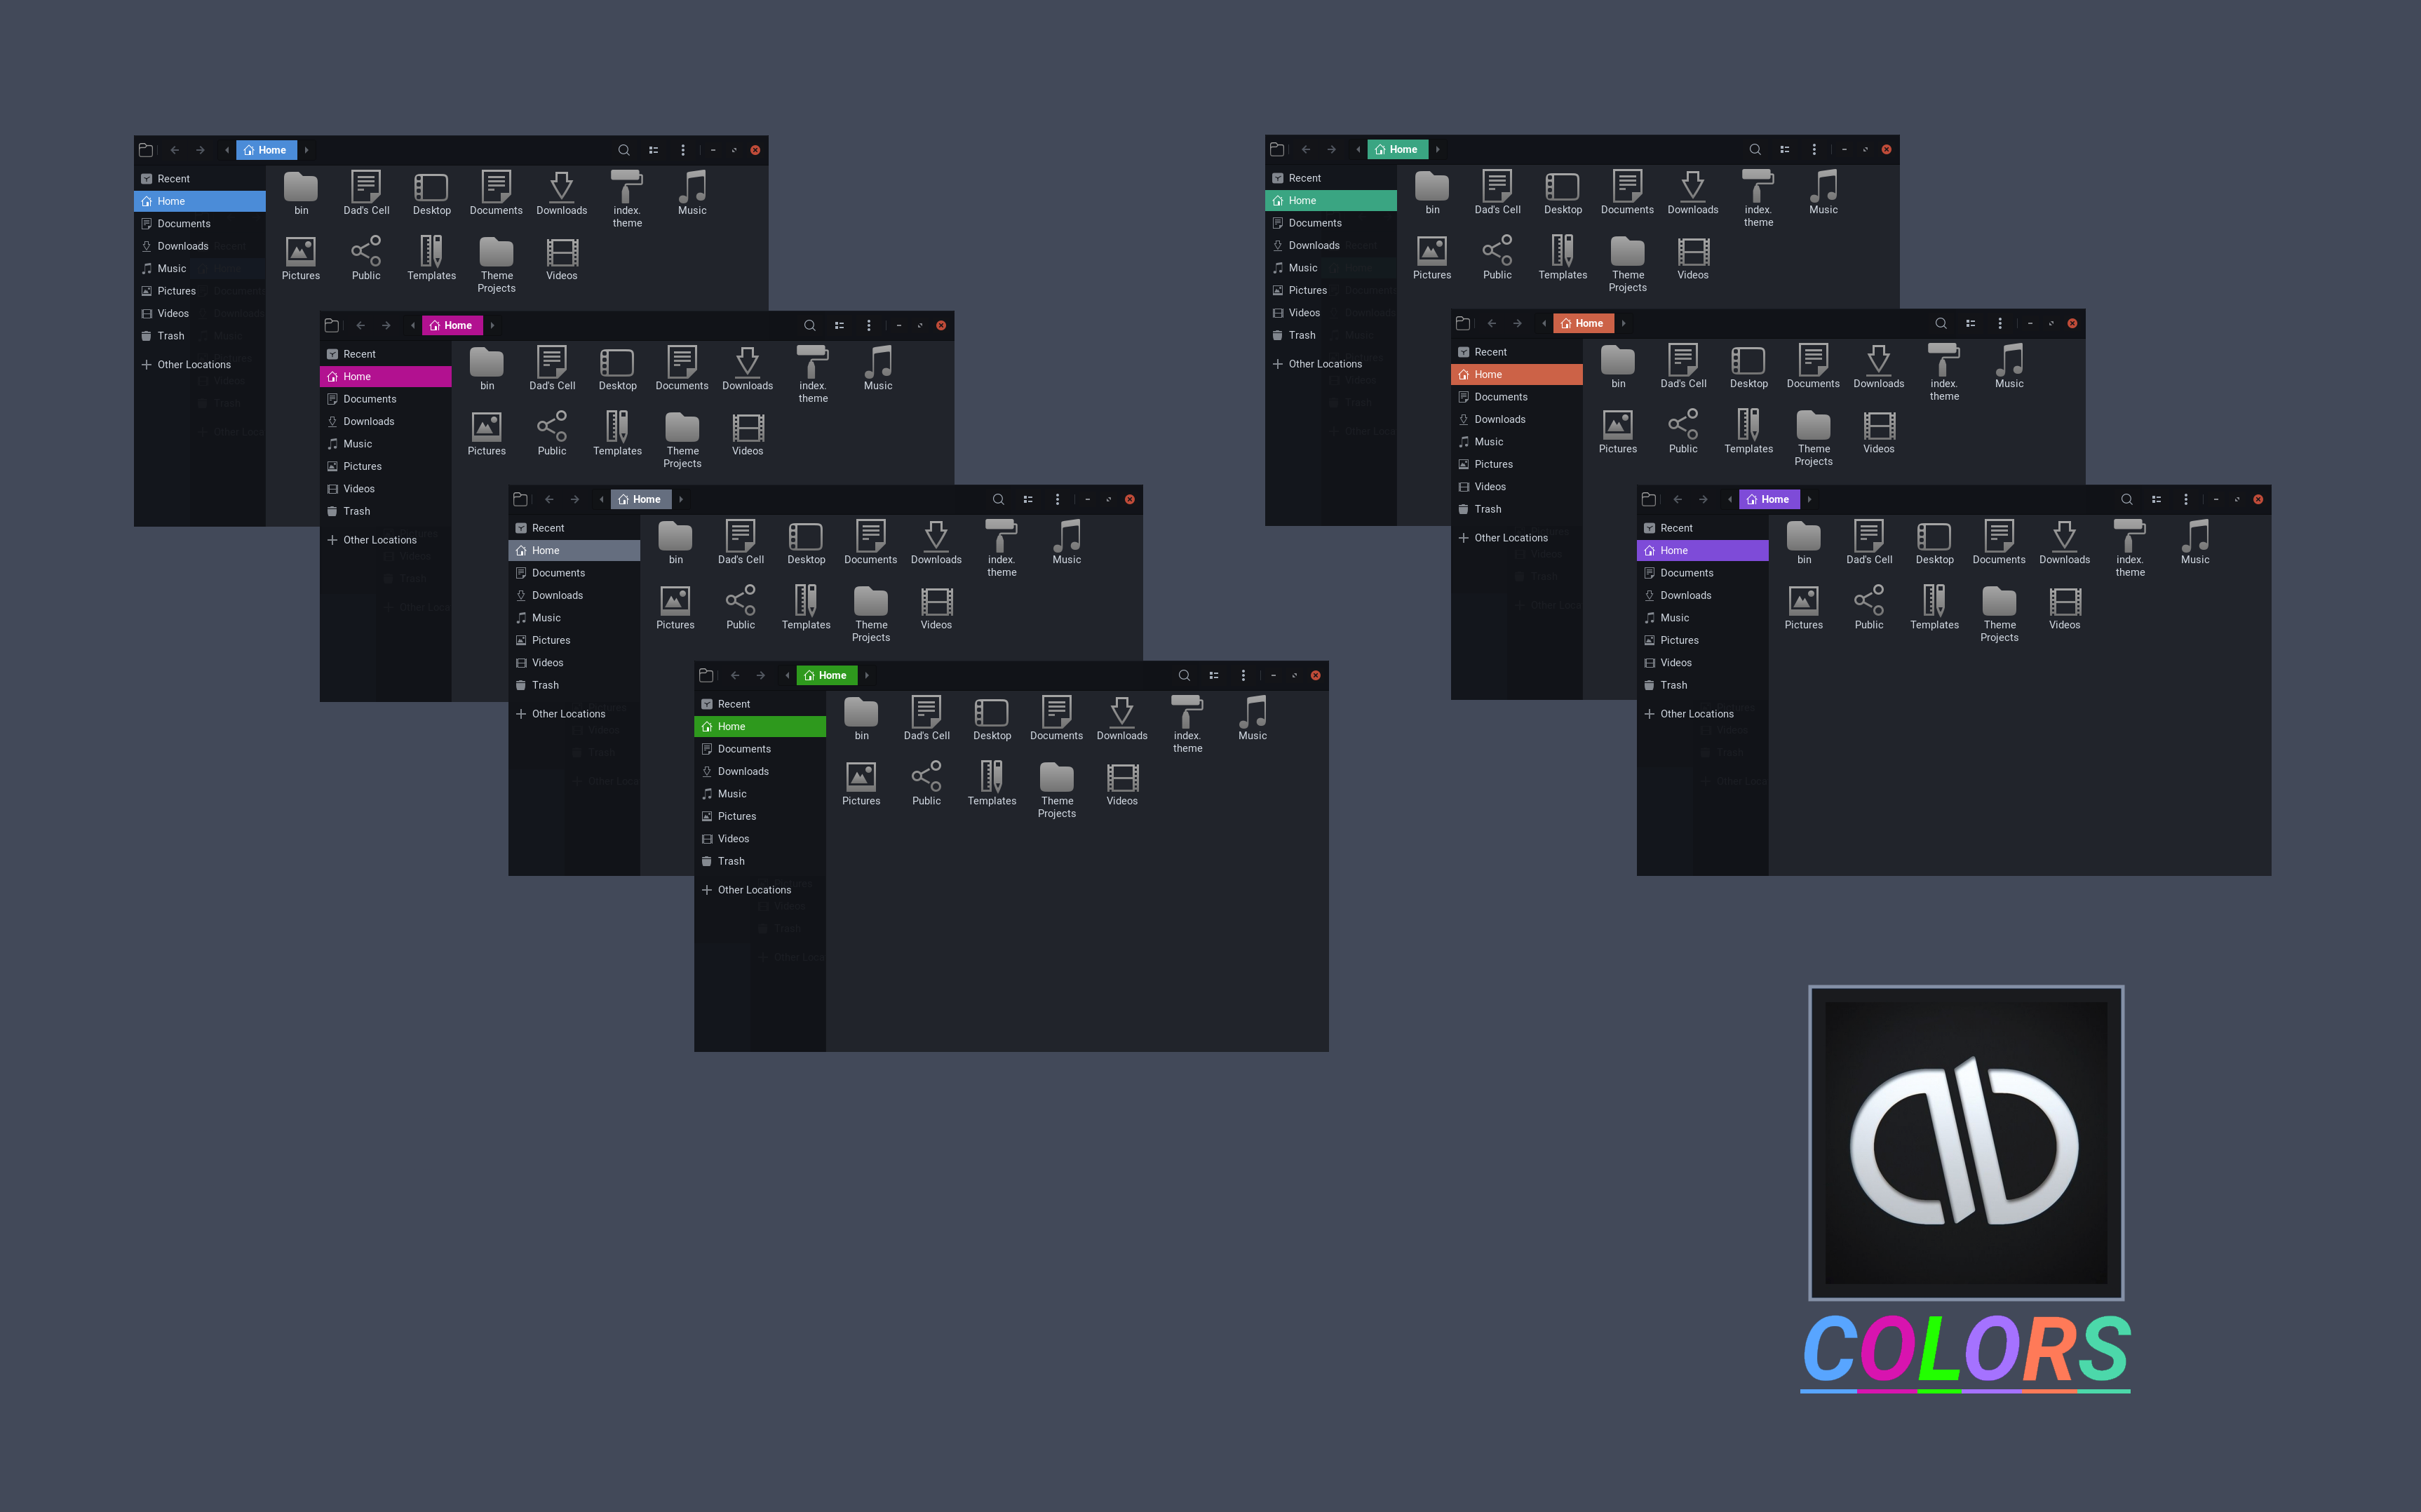 Home
Recent
Home
Documents
Downloads
Music
Pictures
Videos
Trash
Other Locations
bin
Dad's Cell
Desktop
Documents
Downloads
index.
theme
Music
Pictures
Public
Templates
Theme
Projects
Videos
Home
Recent
Home
Documents
Downloads
Music
Pictures
Videos
Trash
Other Locations
bin
Dad's Cell
Desktop
Documents
Downloads
index.
theme
Music
Pictures
Public
Templates
Theme
Projects
Videos
Home
Recent
Home
Documents
Downloads
Music
Pictures
Videos
Trash
Other Locations
bin
Dad's Cell
Desktop
Documents
Downloads
index.
theme
Music
Pictures
Public
Templates
Theme
Projects
Videos
Home
Recent
Home
Documents
Downloads
Music
Pictures
Videos
Trash
Other Locations
bin
Dad's Cell
Desktop
Documents
Downloads
index.
theme
Music
Pictures
Public
Templates
Theme
Projects
Videos
Home
Recent
Home
Documents
Downloads
Music
Pictures
Videos
Trash
Other Locations
bin
Dad's Cell
Desktop
Documents
Downloads
index.
theme
Music
Pictures
Public
Templates
Theme
Projects
Videos
Home
Recent
Home
Documents
Downloads
Music
Pictures
Videos
Trash
Other Locations
bin
Dad's Cell
Desktop
Documents
Downloads
index.
theme
Music
Pictures
Public
Templates
Theme
Projects
Videos
Home
Recent
Home
Documents
Downloads
Music
Pictures
Videos
Trash
Other Locations
bin
Dad's Cell
Desktop
Documents
Downloads
index.
theme
Music
Pictures
Public
Templates
Theme
Projects
Videos
COLORS